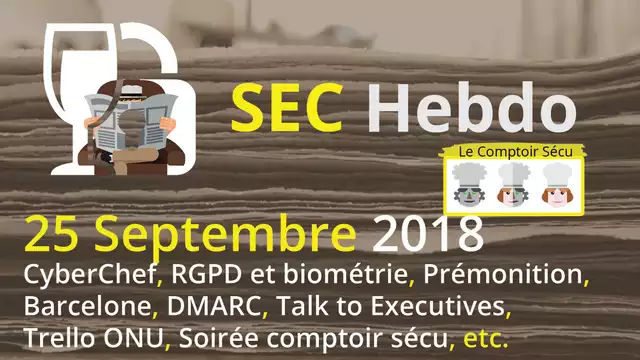 SEC Hebdo
Le Comptoir Sécu
25 Septembre 2018
CyberChef, RGPD et biométrie, Prémonition,
Barcelone, DMARC, Talk to Executives,
Trello ONU, Soirée comptoir sécu, etc.